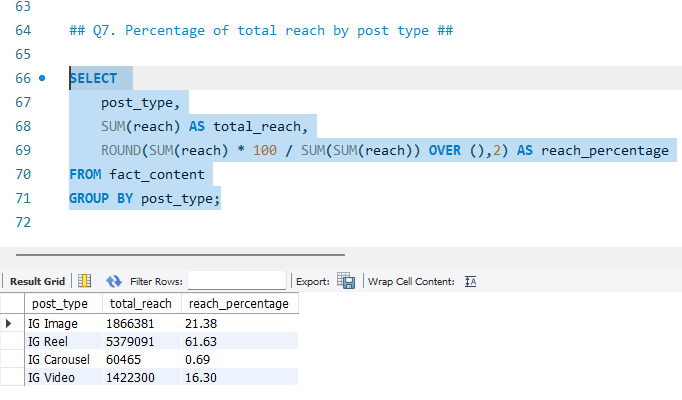 63
64 ## Q7. Percentage of total reach by post type ##
65
66 SELECT
67 post_type,
68 SUM(reach) AS total_reach,
69 ROUND(SUM(reach) * 100 / SUM(SUM(reach)) OVER (),2) AS reach_percentage
70 FROM fact_content
71 GROUP BY post_type;
72
Result Grid Filter Rows: Export: Wrap Cell Content: IA
post_type total_reach reach_percentage
IG Image 1866381 21.38
IG Reel 5379091 61.63
IG Carousel 60465 0.69
IG Video 1422300 16.30